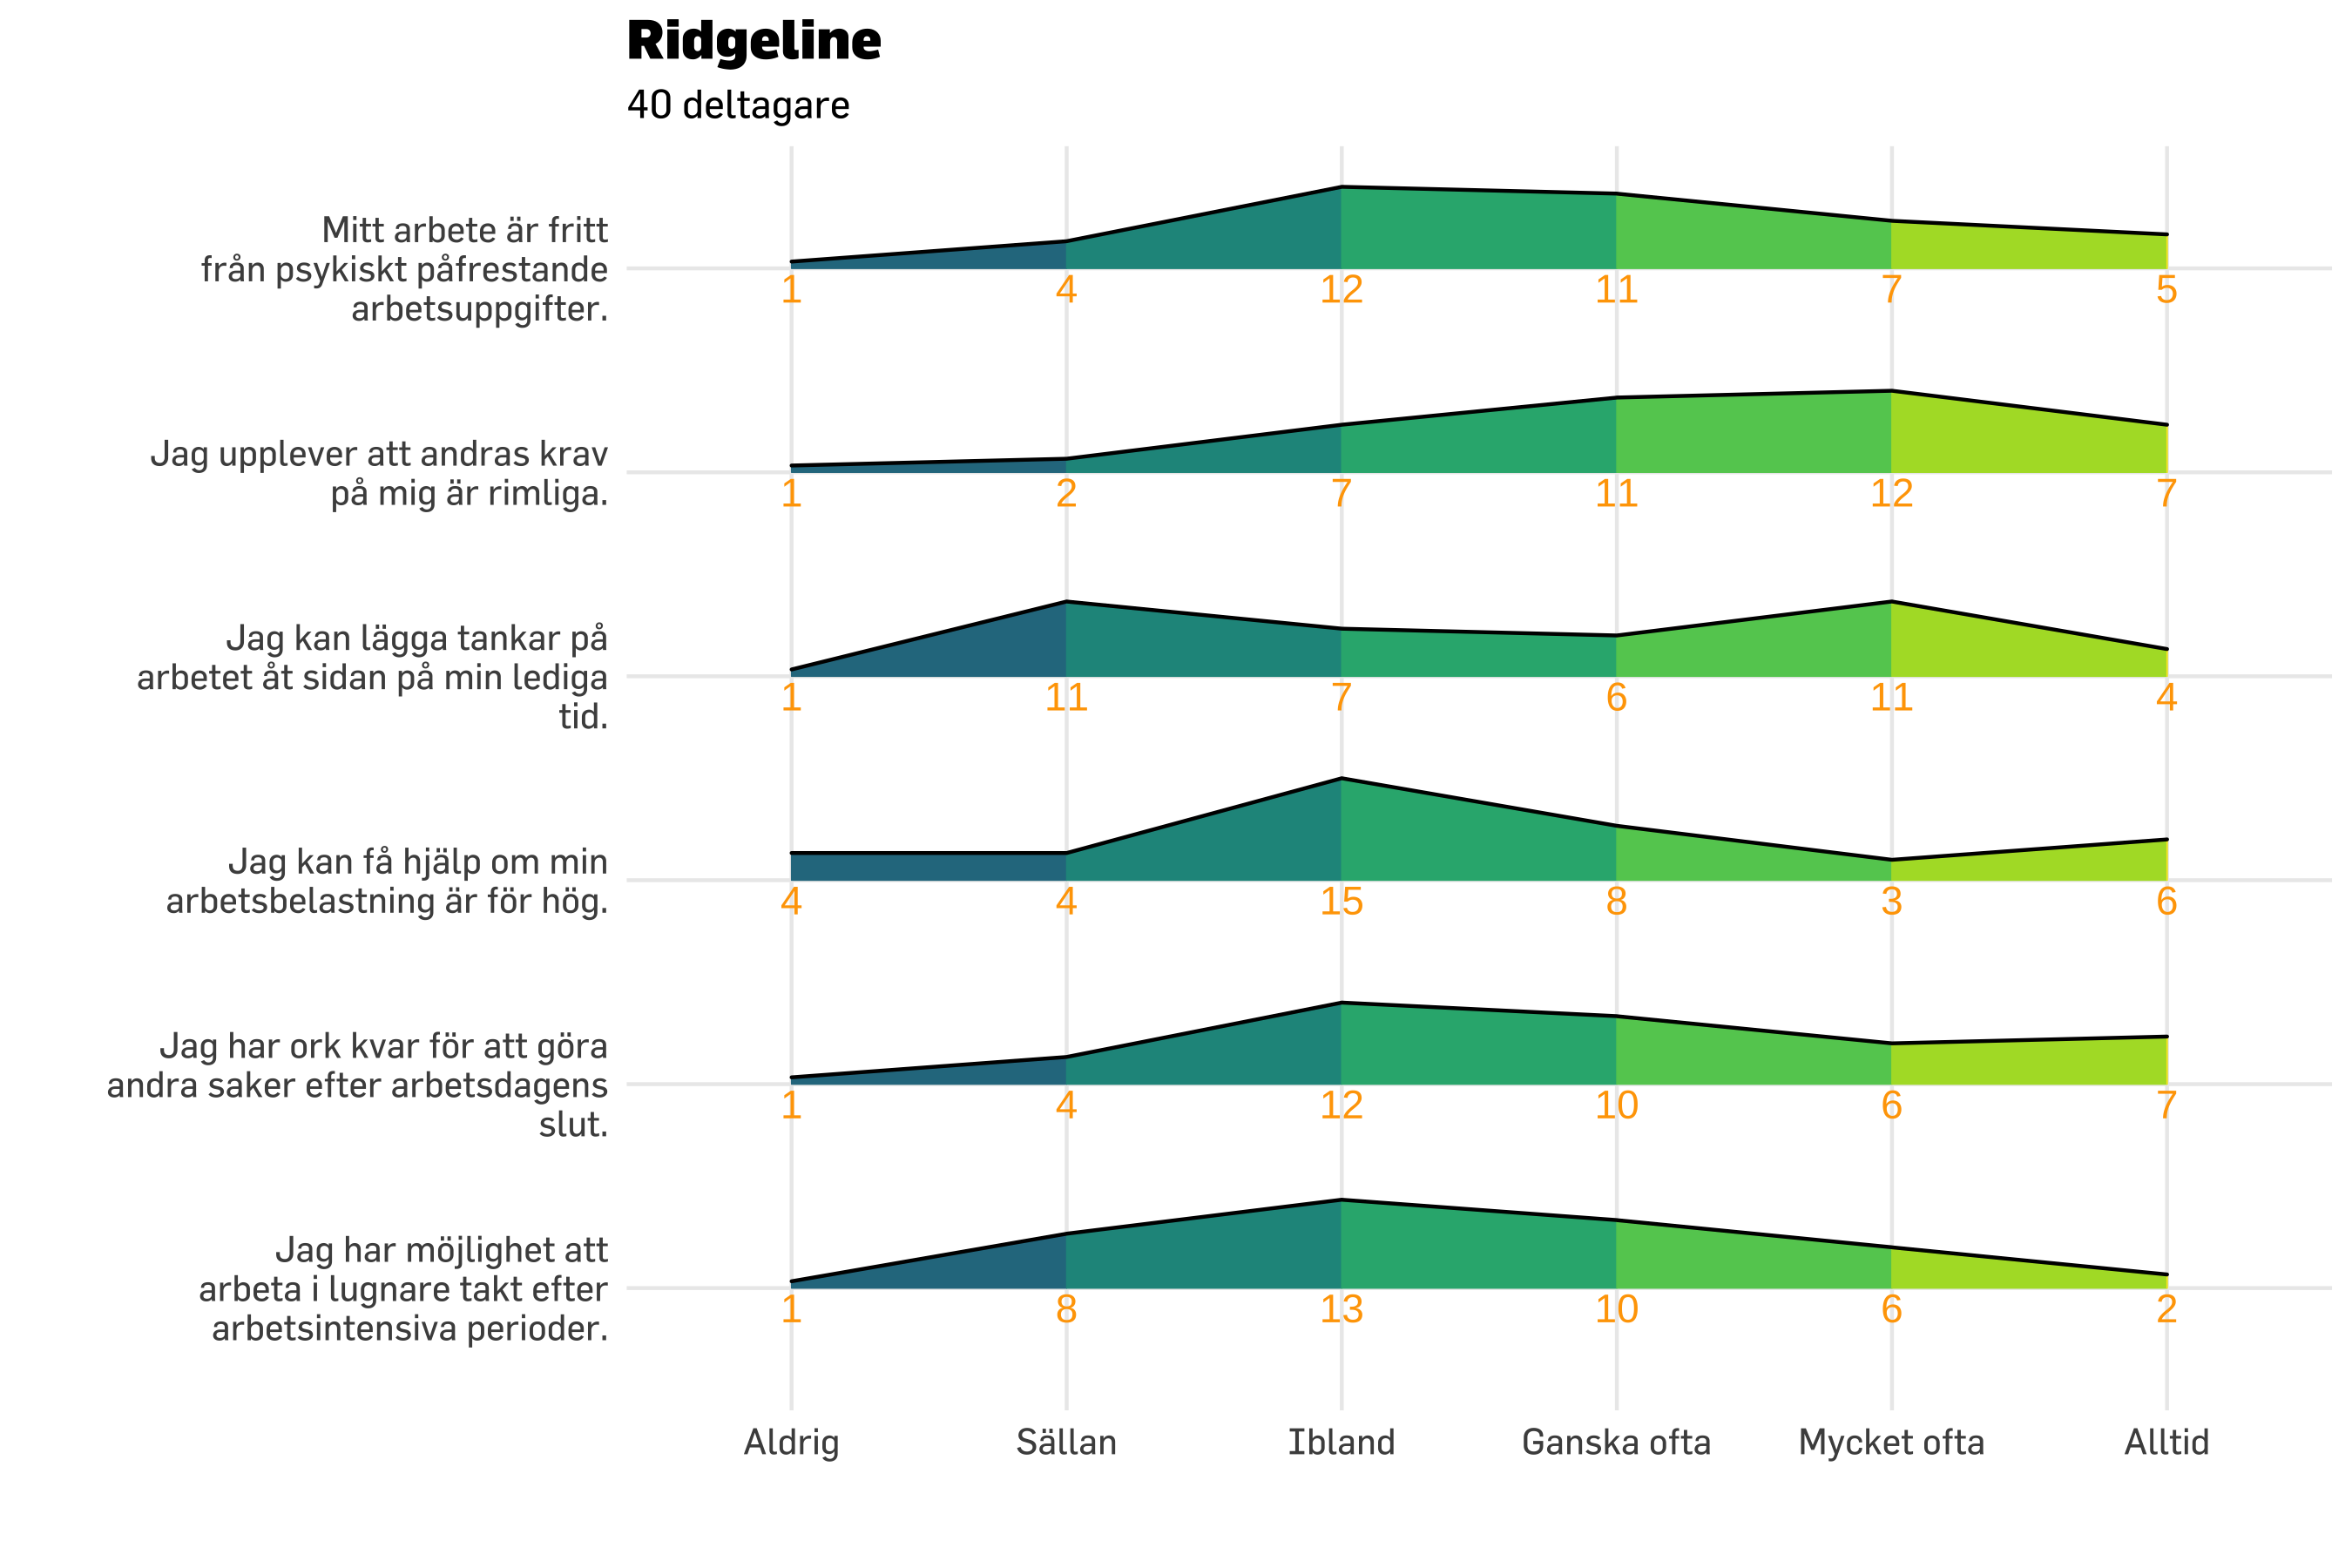 Ridgeline
40 deltagare
Mitt arbete är fritt
från psykiskt påfrestande
arbetsuppgifter.
1 4 12 11 7 5
Jag upplever att andras krav
på mig är rimliga.
1 2 7 11 12 7
Jag kan lägga tankar på
arbetet åt sidan på min lediga
tid.
1 11 7 6 11 4
Jag kan få hjälp om min
arbetsbelastning är för hög.
4 4 15 8 3 6
Jag har ork kvar för att göra
andra saker efter arbetsdagens
slut.
1 4 12 10 6 7
Jag har möjlighet att
arbeta i lugnare takt efter
arbetsintensiva perioder.
1 8 13 10 6 2
Aldrig Sällan Ibland Ganska ofta Mycket ofta Alltid